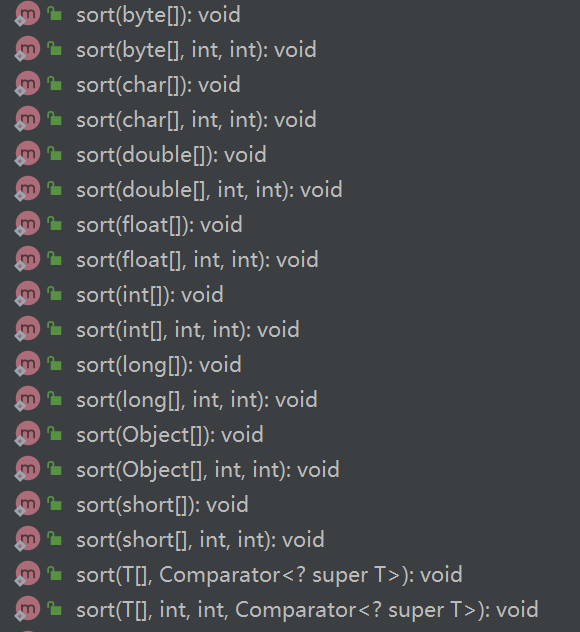 sort(byte[]): void
sort(byte[], int, int): void
sort(char[]): void
sort(char[], int, int): void
sort(double[]): void
sort(double[], int, int): void
sort(float[]): void
sort(float[], int, int): void
sort(int[]): void
sort(int[], int, int): void
sort(long[]): void
sort(long[], int, int): void
sort(Object[]): void
sort(Object[], int, int): void
sort(short[]): void
sort(short[], int, int): void
sort(T[], Comparator<? super T>): void
sort(T[], int, int, Comparator<? super T>): void